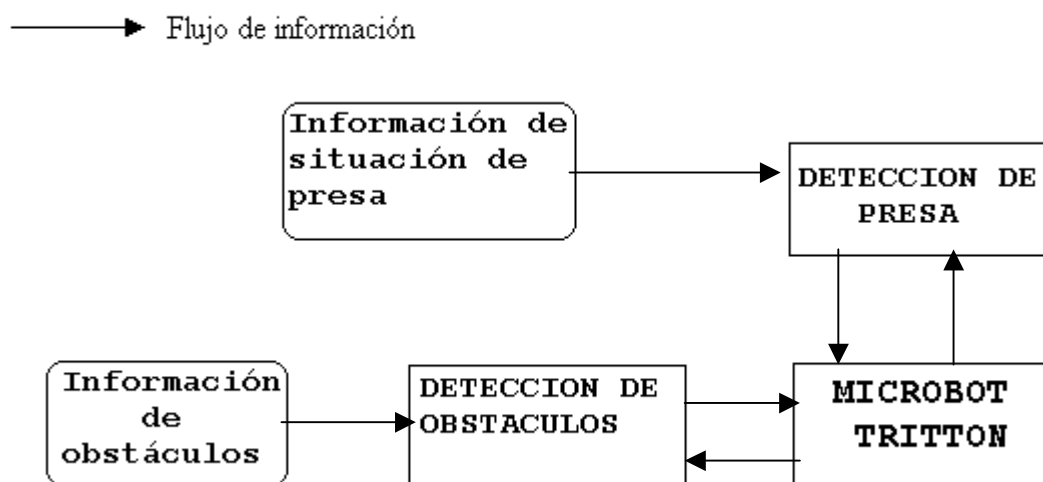 Flujo de información
Información de
situación de
presa
DETECCION DE
PRESA
Información
de
obstáculos
DETECCION DE
OBSTACULOS
MICROBOT
TRITTON